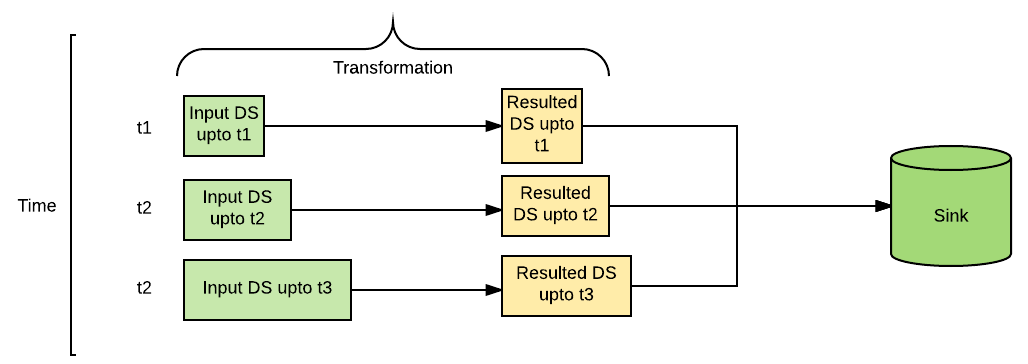 Transformation
t1
Input DS
upto t1
Resulted
DS upto
t1
Time
t2
Input DS
upto t2
Resulted
DS upto t2
Sink
t2
Input DS upto t3
Resulted DS
upto t3